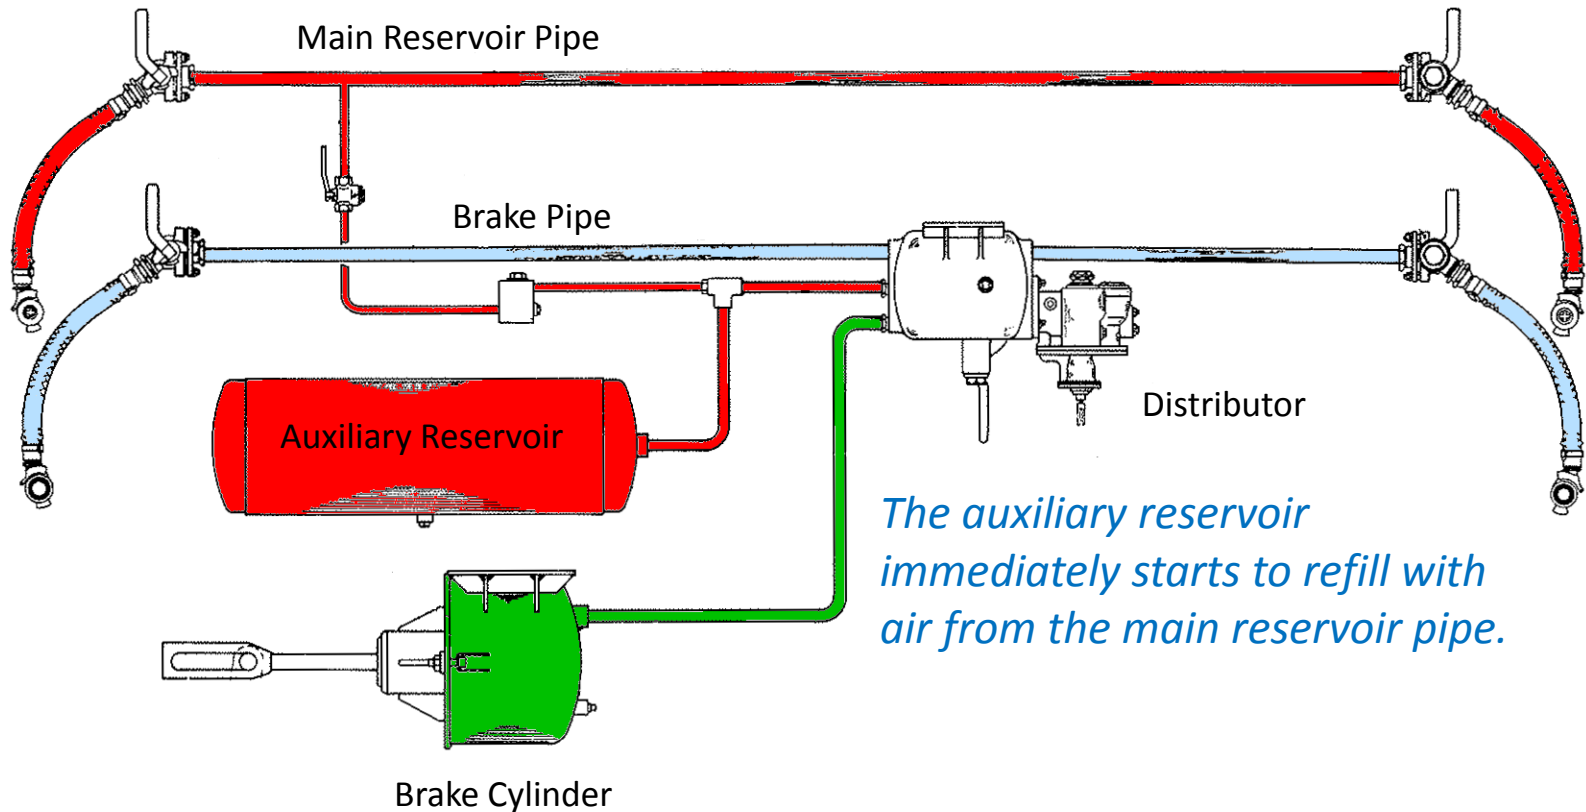 Main Reservoir Pipe
Brake Pipe
Distributor
Auxiliary Reservoir
The auxiliary reservoir
immediately starts to refill with
air from the main reservoir pipe.
Brake Cylinder